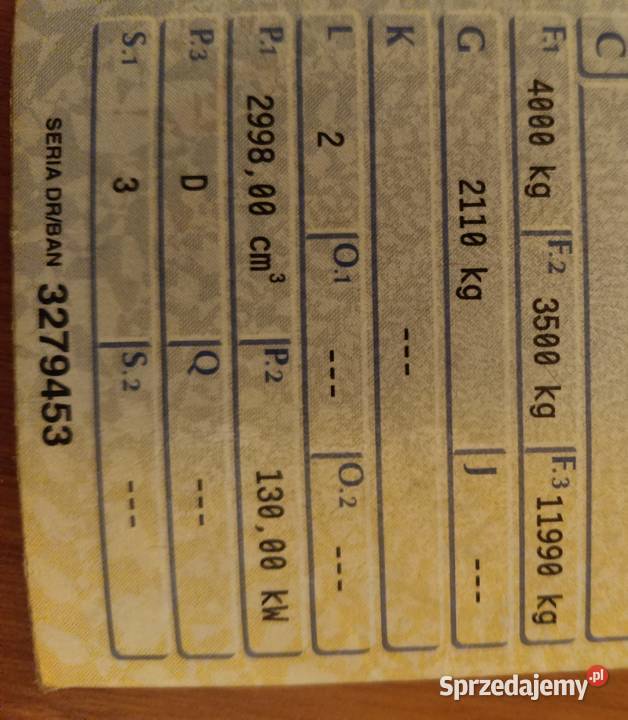 C
F.1 4000 kg F.2 3500 kg F.3 11990 kg
G 2110 kg J ---
K ---
L 2 O.1 --- O.2 ---
P.1 2998,00 cm³ P.2 130,00 kW
P.3 D Q ---
S.1 3 S.2 ---
SERIA DR/BAN 3279453
Sprzedajemy.pl